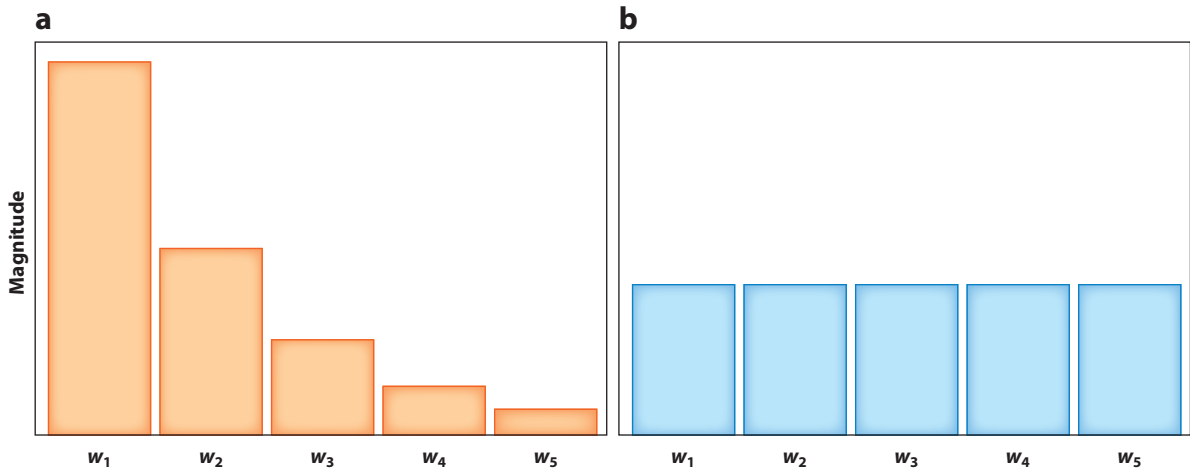 a
b
Magnitude
w₁ w₂ w₃ w₄ w₅
w₁ w₂ w₃ w₄ w₅